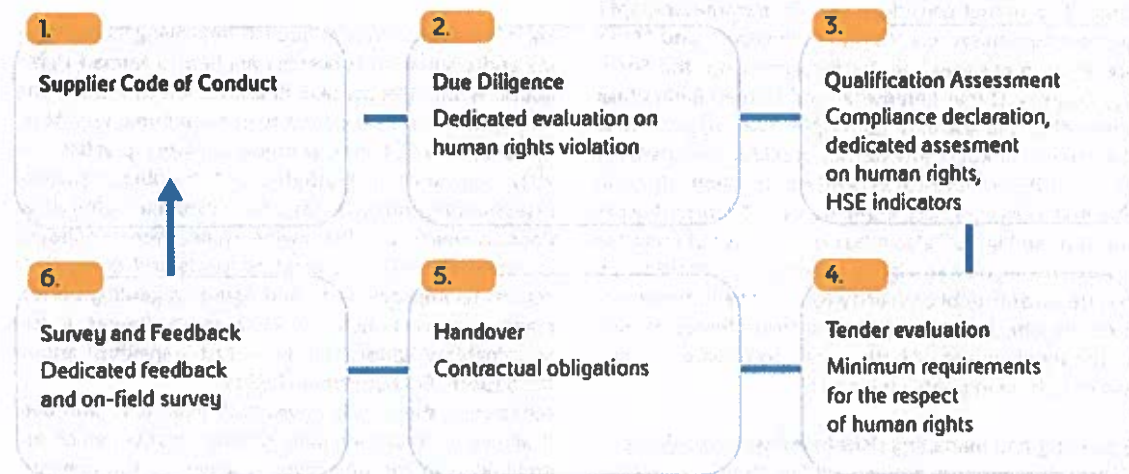 1.
Supplier Code of Conduct
2.
Due Diligence
Dedicated evaluation on
human rights violation
3.
Qualification Assessment
Compliance declaration,
dedicated assesment
on human rights,
HSE indicators
6.
Survey and Feedback
Dedicated feedback
and on-field survey
5.
Handover
Contractual obligations
4.
Tender evaluation
Minimum requirements
for the respect
of human rights